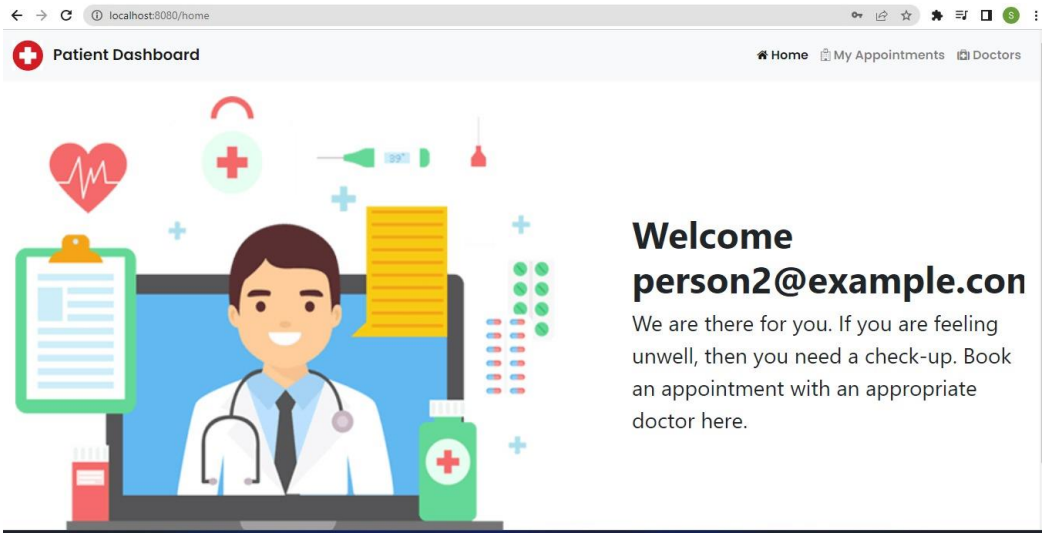 localhost:8080/home
S
Patient Dashboard
Home My Appointments Doctors
39°
Welcome
person2@example.con
We are there for you. If you are feeling
unwell, then you need a check-up. Book
an appointment with an appropriate
doctor here.